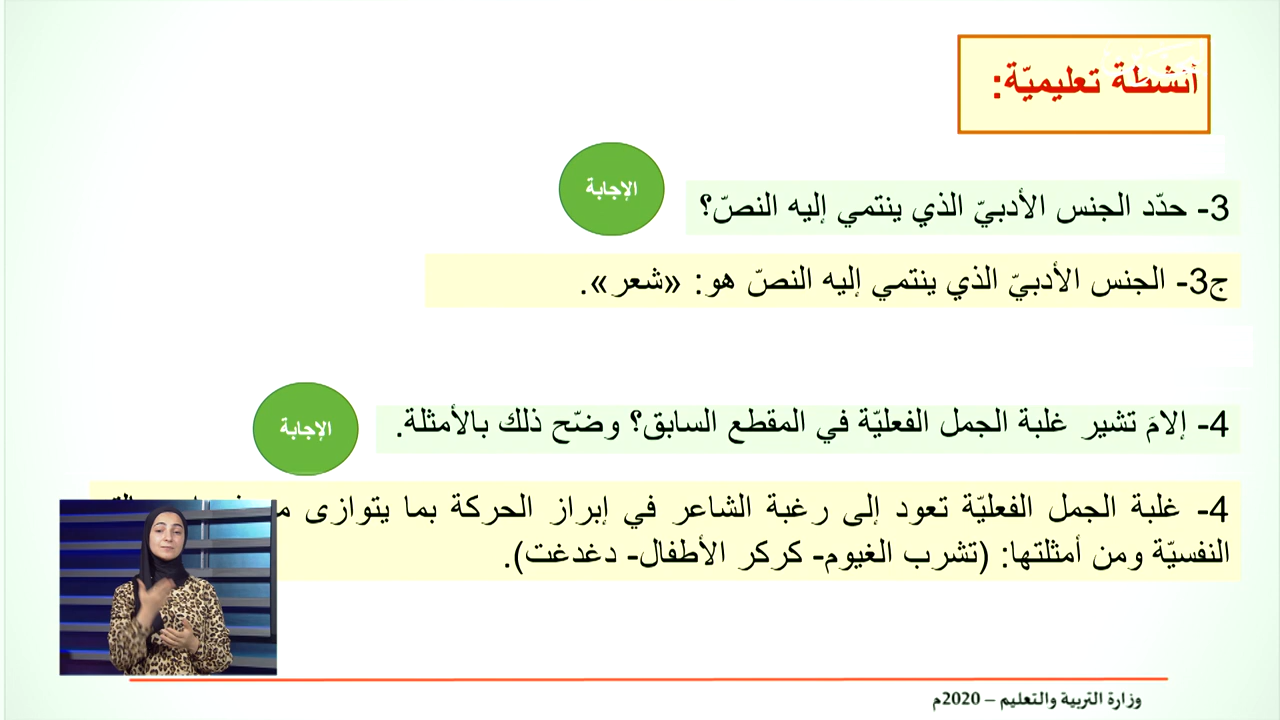 أنشطة تعليميّة:
الإجابة
3- حدّد الجنس الأدبيّ الذي ينتمي إليه النصّ؟
ج3- الجنس الأدبيّ الذي ينتمي إليه النصّ هو: «شعر».
الإجابة
4- إلامَ تشير غلبة الجمل الفعليّة في المقطع السابق؟ وضّح ذلك بالأمثلة.
4- غلبة الجمل الفعليّة تعود إلى رغبة الشاعر في إبراز الحركة بما يتوازى
النفسيّة ومن أمثلتها: (تشرب الغيوم- كركر الأطفال- دغدغت).
وزارة التربية والتعليم – 2020م